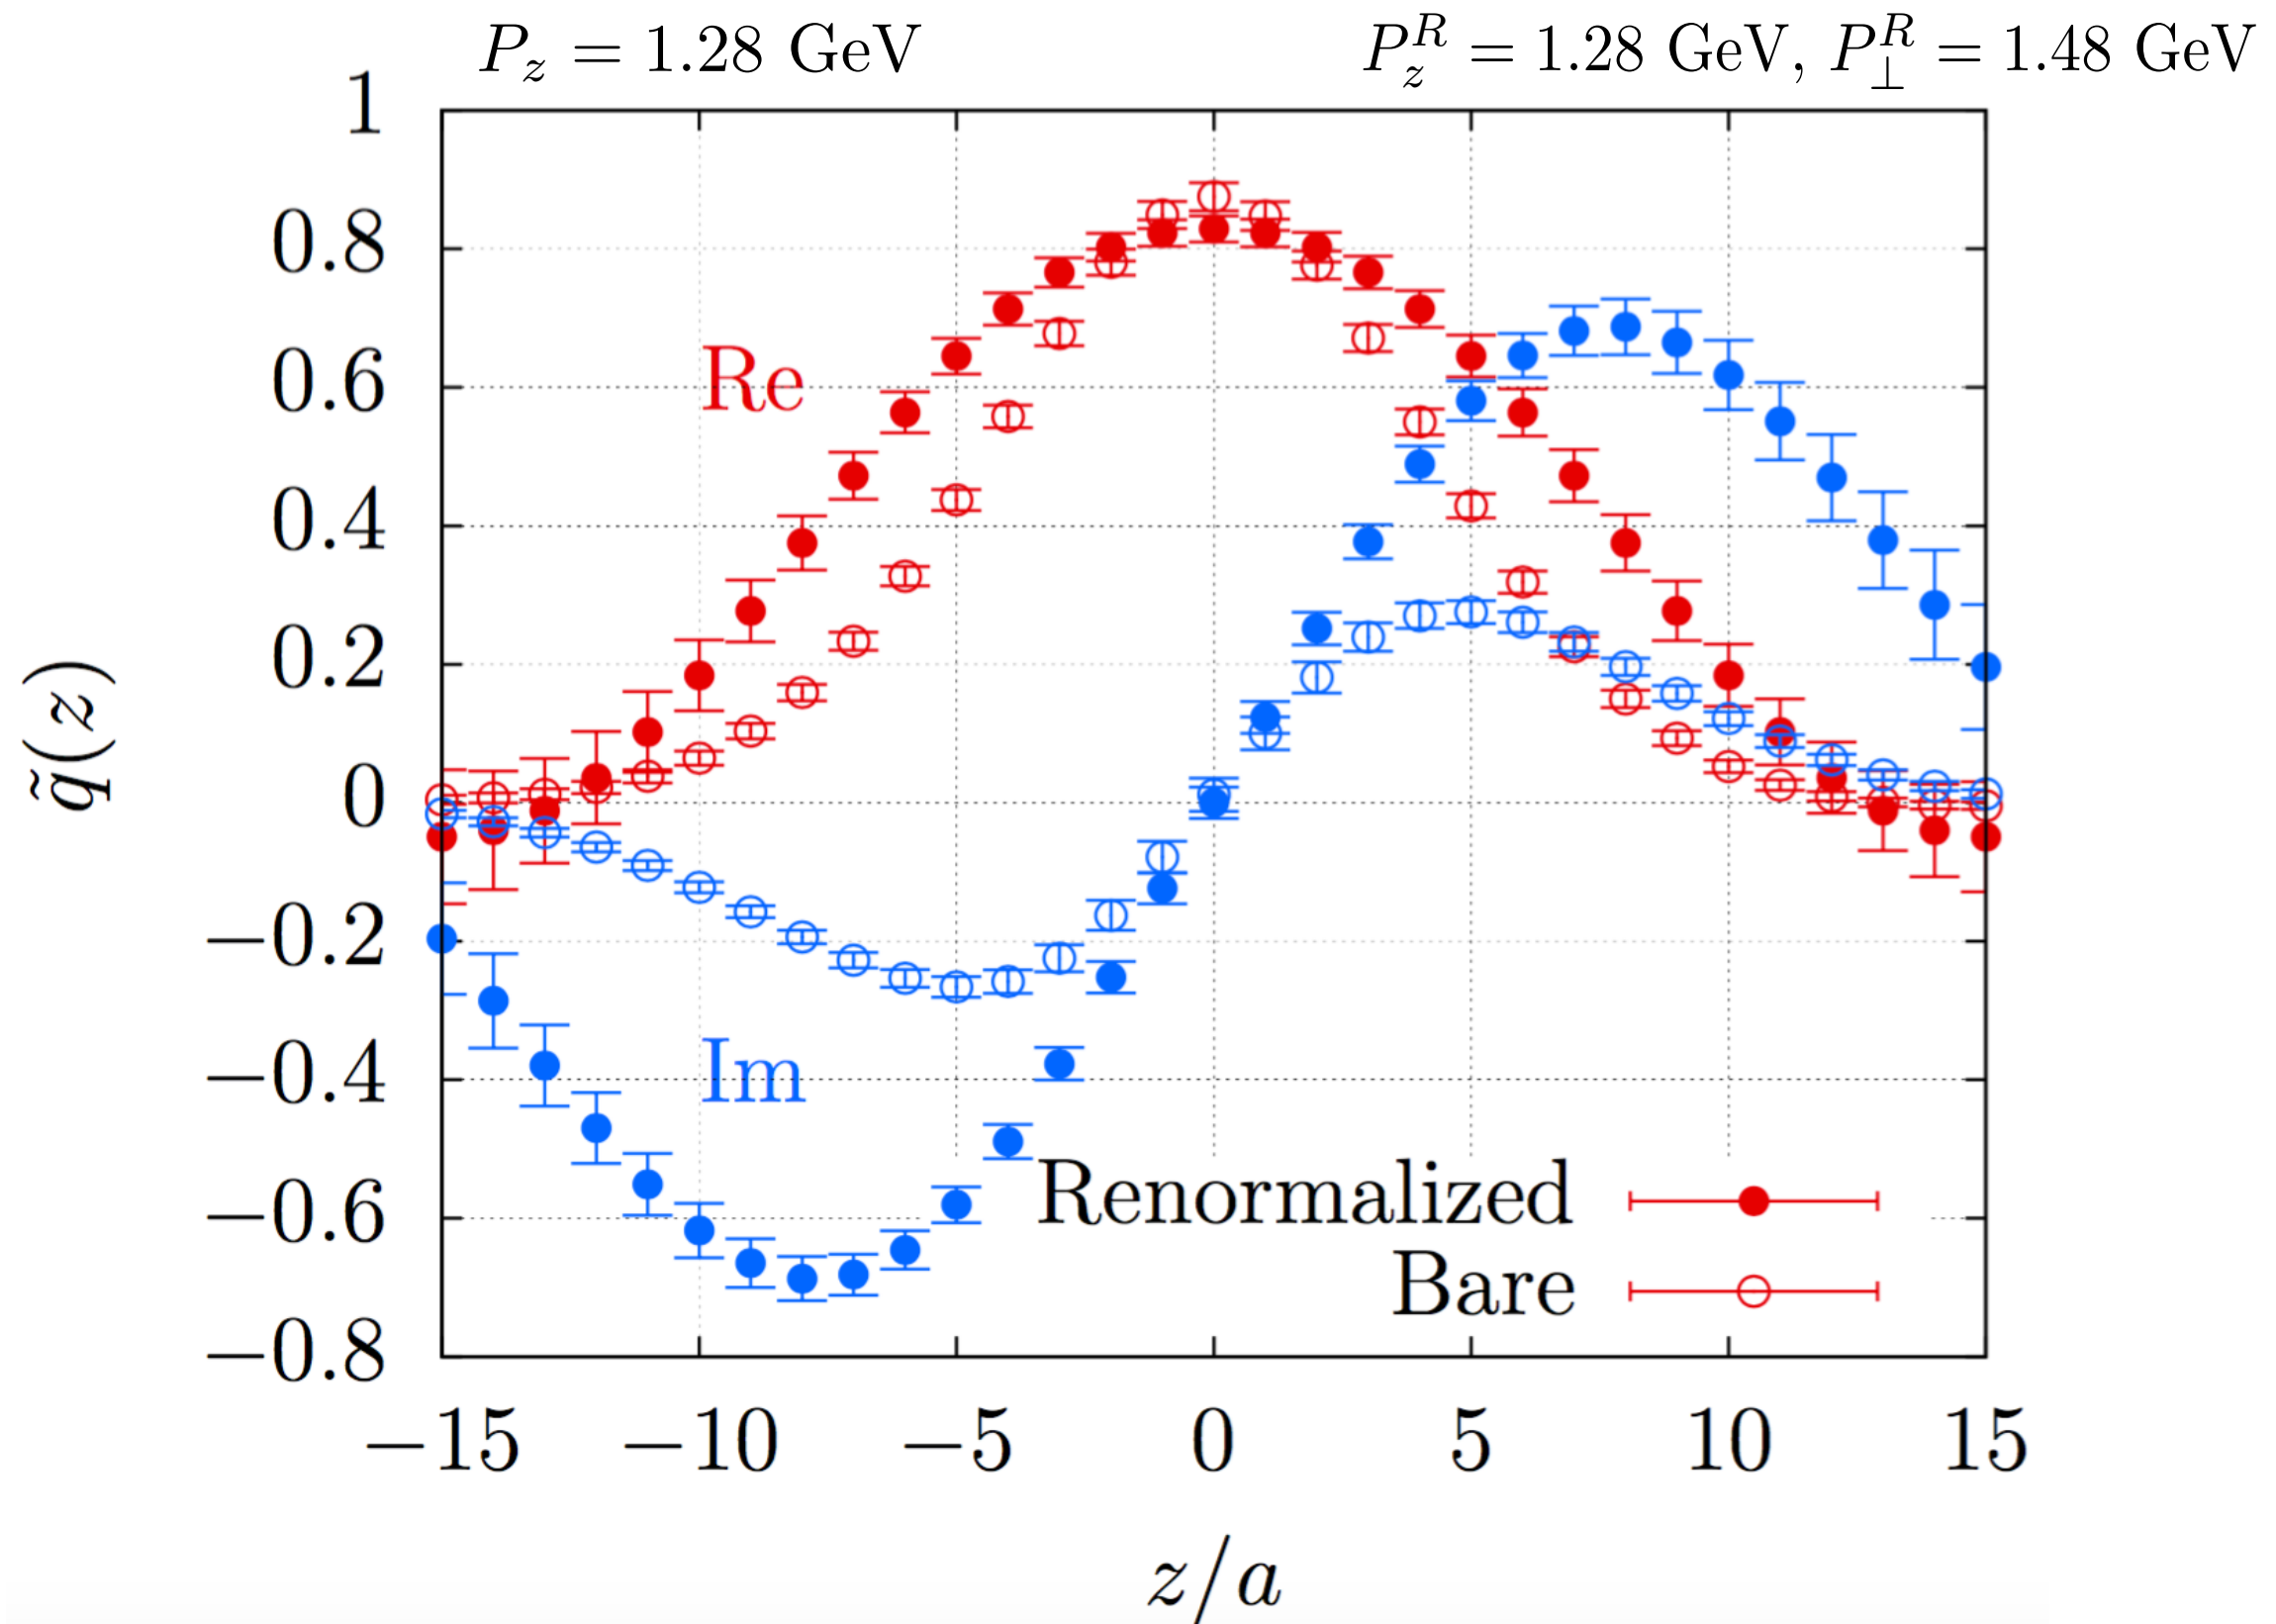 P_z = 1.28 GeV
P_z^R = 1.28 GeV, P_⊥^R = 1.48 GeV
1
0.8
0.6
0.4
0.2
0
−0.2
−0.4
−0.6
−0.8
q̃(z)
Re
Im
Renormalized
Bare
−15 −10 −5 0 5 10 15
z/a